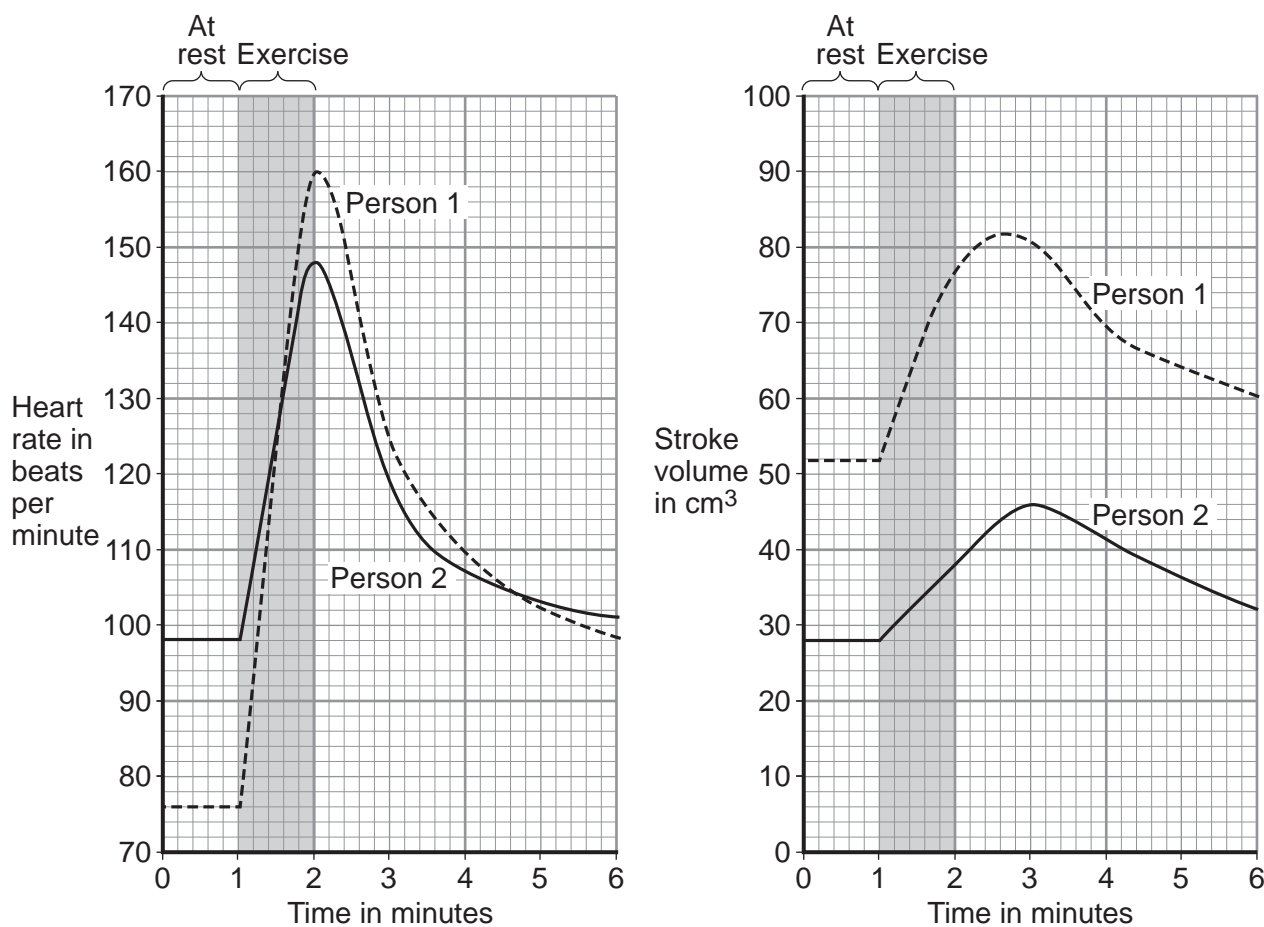 At
rest Exercise
170
160
150
140
130
120
110
100
90
80
70
Heart
rate in
beats
per
minute
Person 1
Person 2
0 1 2 3 4 5 6
Time in minutes
At
rest Exercise
100
90
80
70
60
50
40
30
20
10
0
Stroke
volume
in cm³
Person 1
Person 2
0 1 2 3 4 5 6
Time in minutes